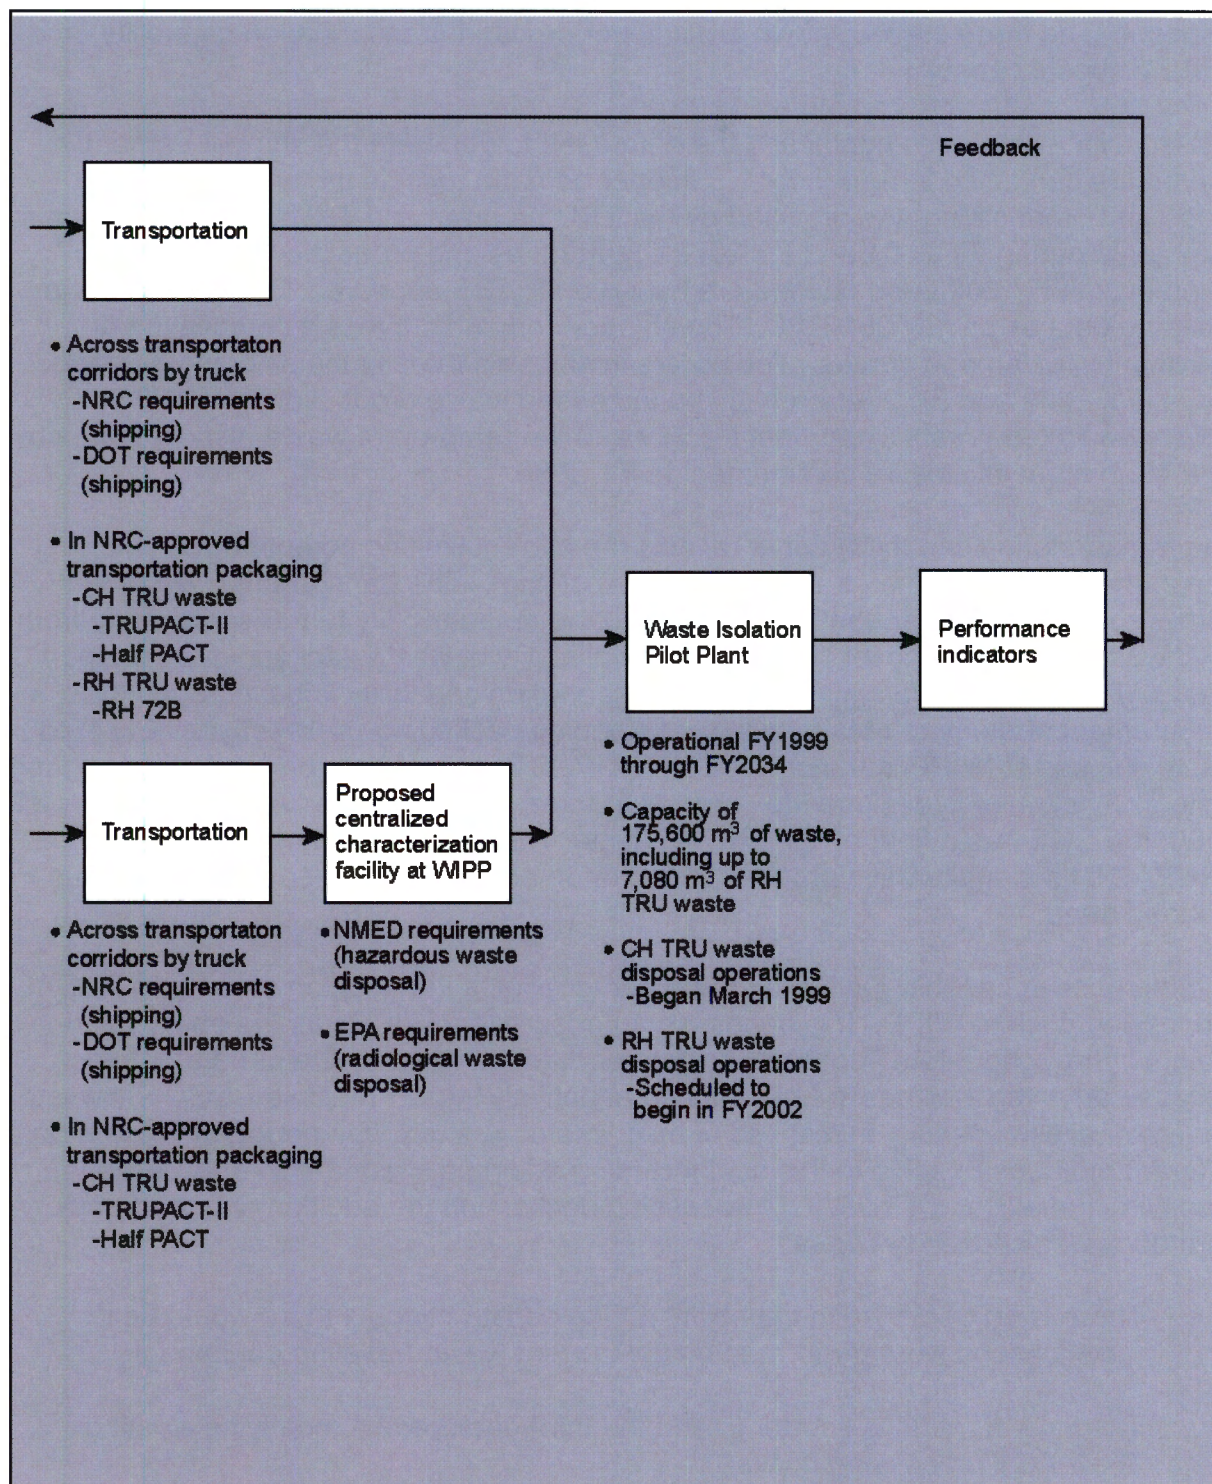 Feedback
Transportation
• Across transportaton
corridors by truck
-NRC requirements
(shipping)
-DOT requirements
(shipping)
• In NRC-approved
transportation packaging
-CH TRU waste
-TRUPACT-II
-Half PACT
-RH TRU waste
-RH 72B
Waste Isolation
Pilot Plant
Performance
indicators
• Operational FY1999
through FY2034
• Capacity of
175,600 m³ of waste,
including up to
7,080 m³ of RH
TRU waste
• CH TRU waste
disposal operations
-Began March 1999
• RH TRU waste
disposal operations
-Scheduled to
begin in FY2002
Transportation
Proposed
centralized
characterization
facility at WIPP
• Across transportaton
corridors by truck
-NRC requirements
(shipping)
-DOT requirements
(shipping)
• In NRC-approved
transportation packaging
-CH TRU waste
-TRUPACT-II
-Half PACT
• NMED requirements
(hazardous waste
disposal)
• EPA requirements
(radiological waste
disposal)